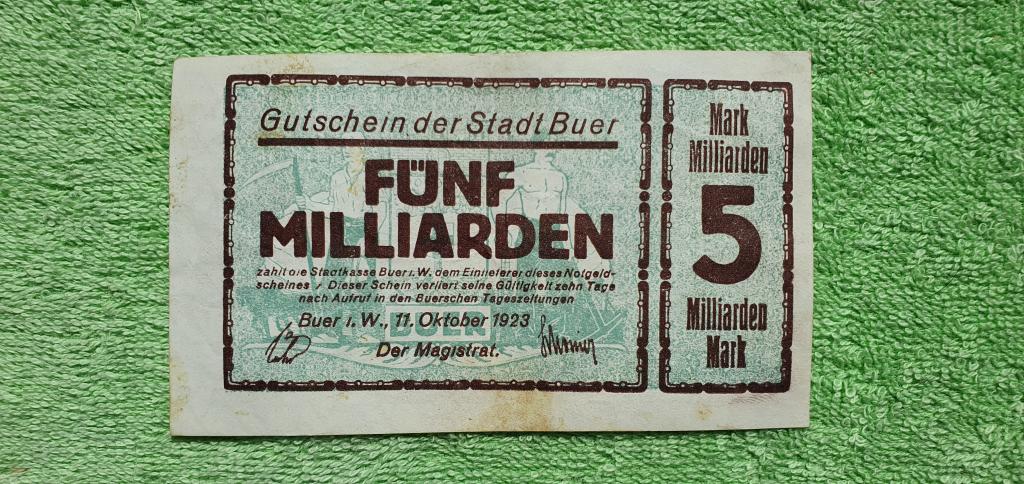 Gutschein der Stadt Buer
FÜNF
MILLIARDEN
zahlt die Stadtkasse Buer i. W. dem Einlieferer dieses Notgeld-
scheines / Dieser Schein verliert seine Gültigkeit zehn Tage
nach Aufruf in den Buerschen Tageszeitungen
Buer i. W., 11. Oktober 1923
BUER
Der Magistrat.
Mark
Milliarden
5
Milliarden
Mark